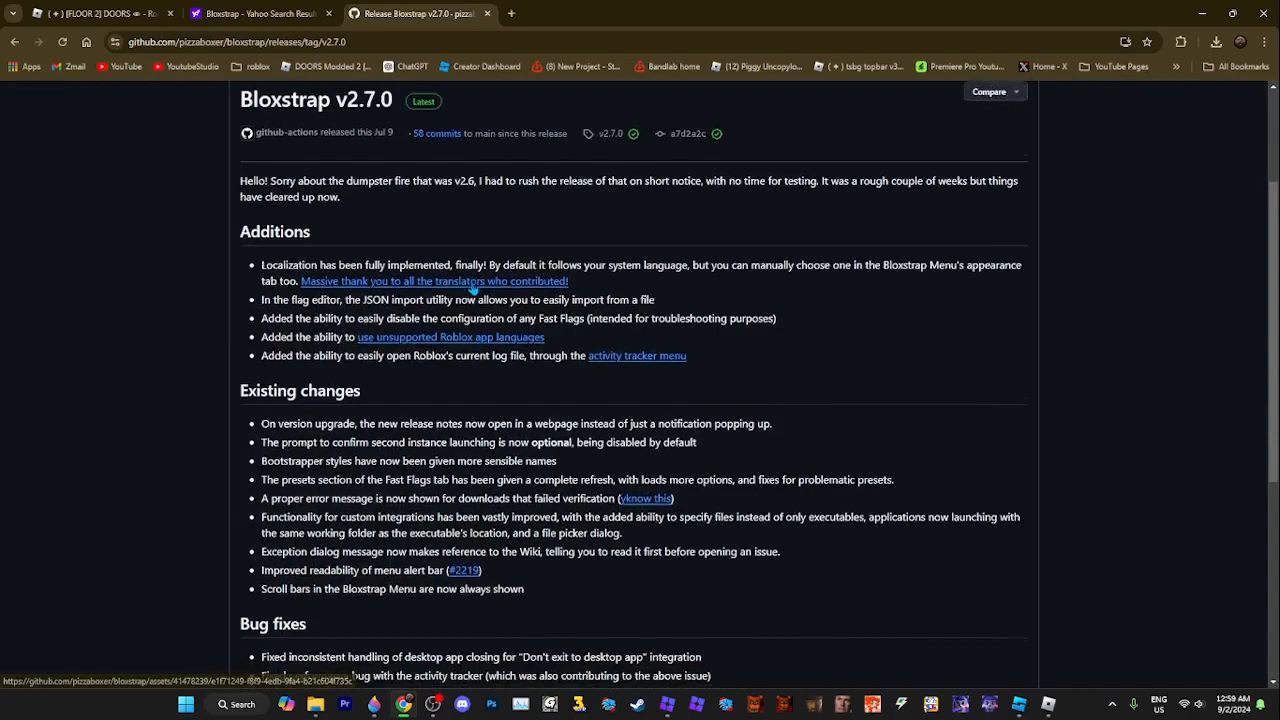 [FLOOR 2] DOORS
Bloxstrap - Yahoo Search Resul
Release Bloxstrap v2.7.0 · pizza
github.com/pizzaboxer/bloxstrap/releases/tag/v2.7.0
Apps
Zmail
YouTube
YouTubeStudio
roblox
DOORS Modded 2 [...
ChatGPT
Creator Dashboard
(8) New Project - St...
Bandlab home
(12) Piggy Uncopylo...
tsbg topbar v3...
Premiere Pro Youtu...
Home - X
YouTube Pages
»
All Bookmarks
Bloxstrap v2.7.0 Latest
Compare
github-actions released this Jul 9 · 58 commits to main since this release v2.7.0 a7d2a2c
Hello! Sorry about the dumpster fire that was v2.6, I had to rush the release of that on short notice, with no time for testing. It was a rough couple of weeks but things
have cleared up now.
Additions
• Localization has been fully implemented, finally! By default it follows your system language, but you can manually choose one in the Bloxstrap Menu's appearance
tab too. Massive thank you to all the translators who contributed!
• In the flag editor, the JSON import utility now allows you to easily import from a file
• Added the ability to easily disable the configuration of any Fast Flags (intended for troubleshooting purposes)
• Added the ability to use unsupported Roblox app languages
• Added the ability to easily open Roblox's current log file, through the activity tracker menu
Existing changes
• On version upgrade, the new release notes now open in a webpage instead of just a notification popping up.
• The prompt to confirm second instance launching is now optional, being disabled by default
• Bootstrapper styles have now been given more sensible names
• The presets section of the Fast Flags tab has been given a complete refresh, with loads more options, and fixes for problematic presets.
• A proper error message is now shown for downloads that failed verification (yknow this)
• Functionality for custom integrations has been vastly improved, with the added ability to specify files instead of only executables, applications now launching with
the same working folder as the executable's location, and a file picker dialog.
• Exception dialog message now makes reference to the Wiki, telling you to read it first before opening an issue.
• Improved readability of menu alert bar (#2219)
• Scroll bars in the Bloxstrap Menu are now always shown
Bug fixes
• Fixed inconsistent handling of desktop app closing for "Don't exit to desktop app" integration
bug with the activity tracker (which was also contributing to the above issue)
Search
ENG
US
12:59 AM
9/2/2024